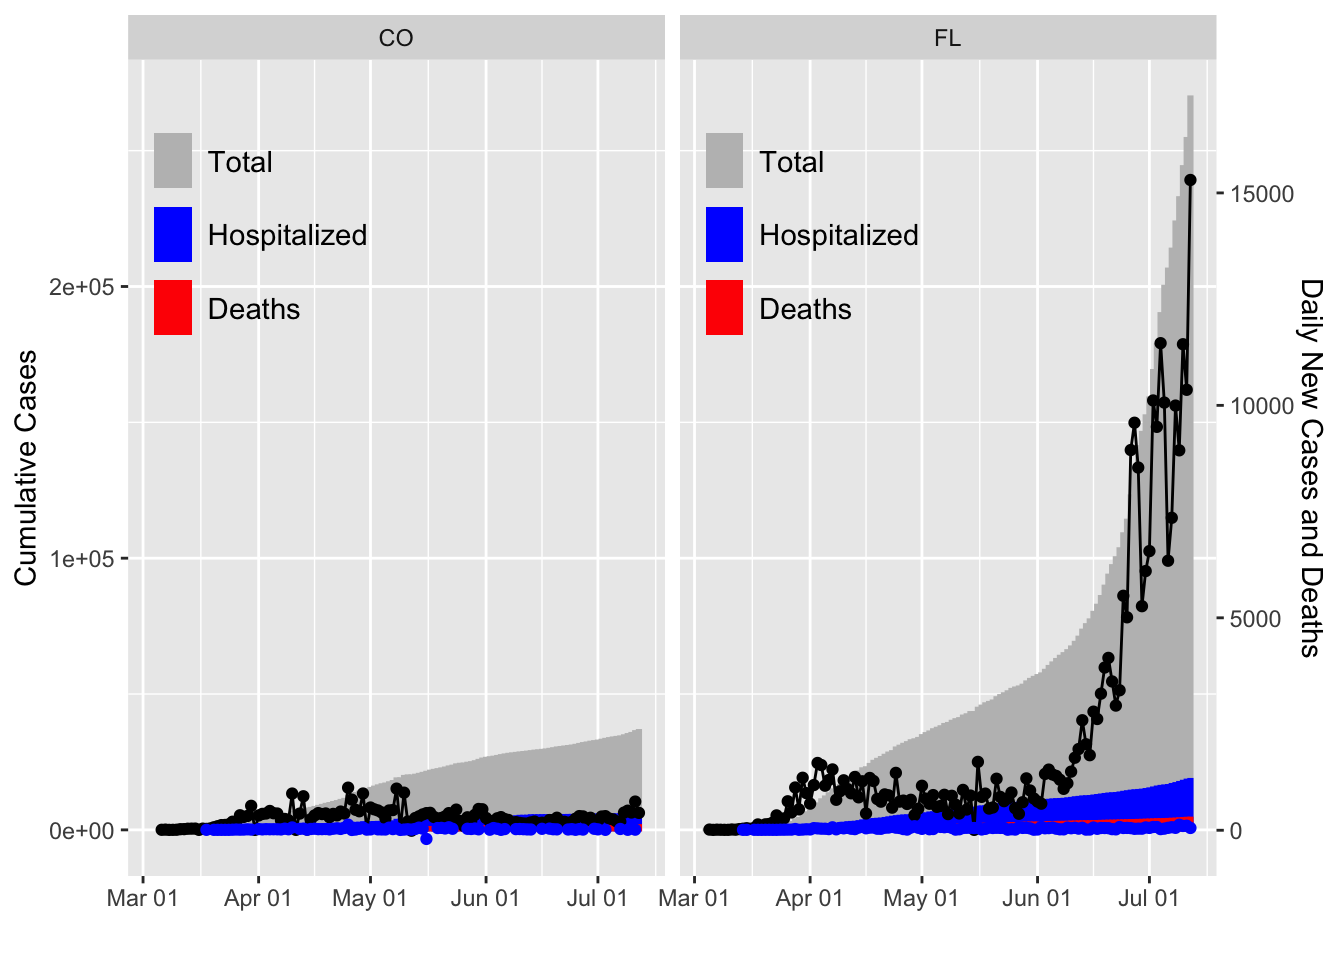 CO
FL
Total
Hospitalized
Deaths
Total
Hospitalized
Deaths
Cumulative Cases
2e+05
1e+05
0e+00
15000
10000
5000
0
Daily New Cases and Deaths
Mar 01 Apr 01 May 01 Jun 01 Jul 01
Mar 01 Apr 01 May 01 Jun 01 Jul 01